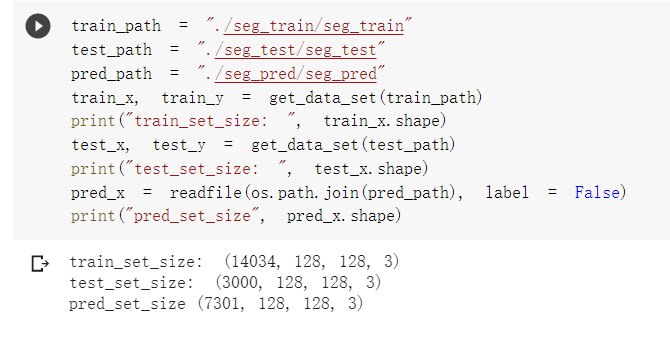 train_path = "./seg_train/seg_train"
test_path = "./seg_test/seg_test"
pred_path = "./seg_pred/seg_pred"
train_x, train_y = get_data_set(train_path)
print("train_set_size: ", train_x.shape)
test_x, test_y = get_data_set(test_path)
print("test_set_size: ", test_x.shape)
pred_x = readfile(os.path.join(pred_path), label = False)
print("pred_set_size", pred_x.shape)
train_set_size: (14034, 128, 128, 3)
test_set_size: (3000, 128, 128, 3)
pred_set_size (7301, 128, 128, 3)